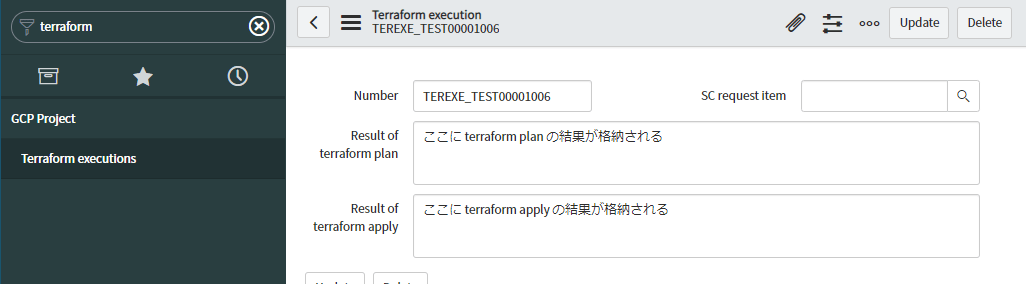 terraform
GCP Project
Terraform executions
Terraform execution
TEREXE_TEST00001006
Update
Delete
Number
TEREXE_TEST00001006
SC request item
Result of
terraform plan
ここに terraform plan の結果が格納される
Result of
terraform apply
ここに terraform apply の結果が格納される